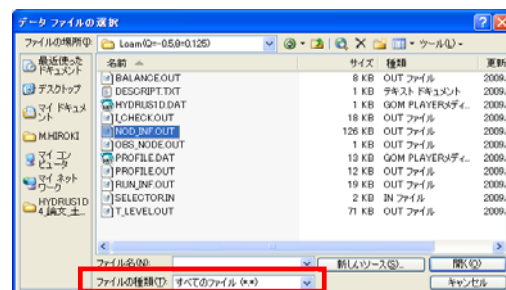 データ ファイルの選択
ファイルの場所(I): Loam(Q=-0.5,θ=0.125) ツール(L)
最近使ったドキュメント
デスクトップ
マイ ドキュメント
M.HIROKI
マイ コンピュータ
マイ ネットワーク
HYDRUS1D 4_論文_土...
名前 サイズ 種類 更新
BALANCE.OUT 8 KB OUT ファイル 2009.
DESCRIPT.TXT 1 KB テキスト ドキュメント 2009.
HYDRUS1D.DAT 1 KB GOM PLAYERメディ... 2009.
I_CHECK.OUT 18 KB OUT ファイル 2009.
NOD_INF.OUT 126 KB OUT ファイル 2009.
OBS_NODE.OUT 1 KB OUT ファイル 2009.
PROFILE.DAT 13 KB GOM PLAYERメディ... 2009.
PROFILE.OUT 12 KB OUT ファイル 2009.
RUN_INF.OUT 18 KB OUT ファイル 2009.
SELECTOR.IN 2 KB IN ファイル 2009.
T_LEVEL.OUT 71 KB OUT ファイル 2009.
ファイル名(N): 新しいソース(S)... 開く(O)
ファイルの種類(T): すべてのファイル (*.*) キャンセル